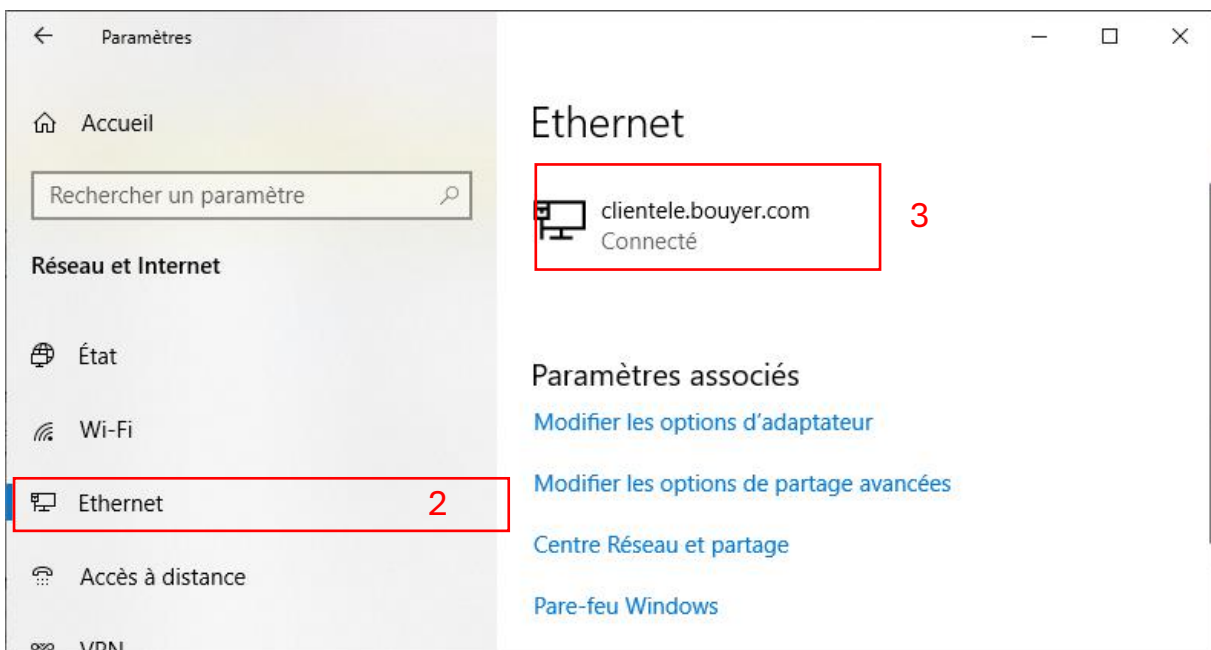 Paramètres
Accueil
Rechercher un paramètre
Réseau et Internet
État
Wi-Fi
Ethernet 2
Accès à distance
VPN
Ethernet
clientele.bouyer.com
Connecté
3
Paramètres associés
Modifier les options d’adaptateur
Modifier les options de partage avancées
Centre Réseau et partage
Pare-feu Windows